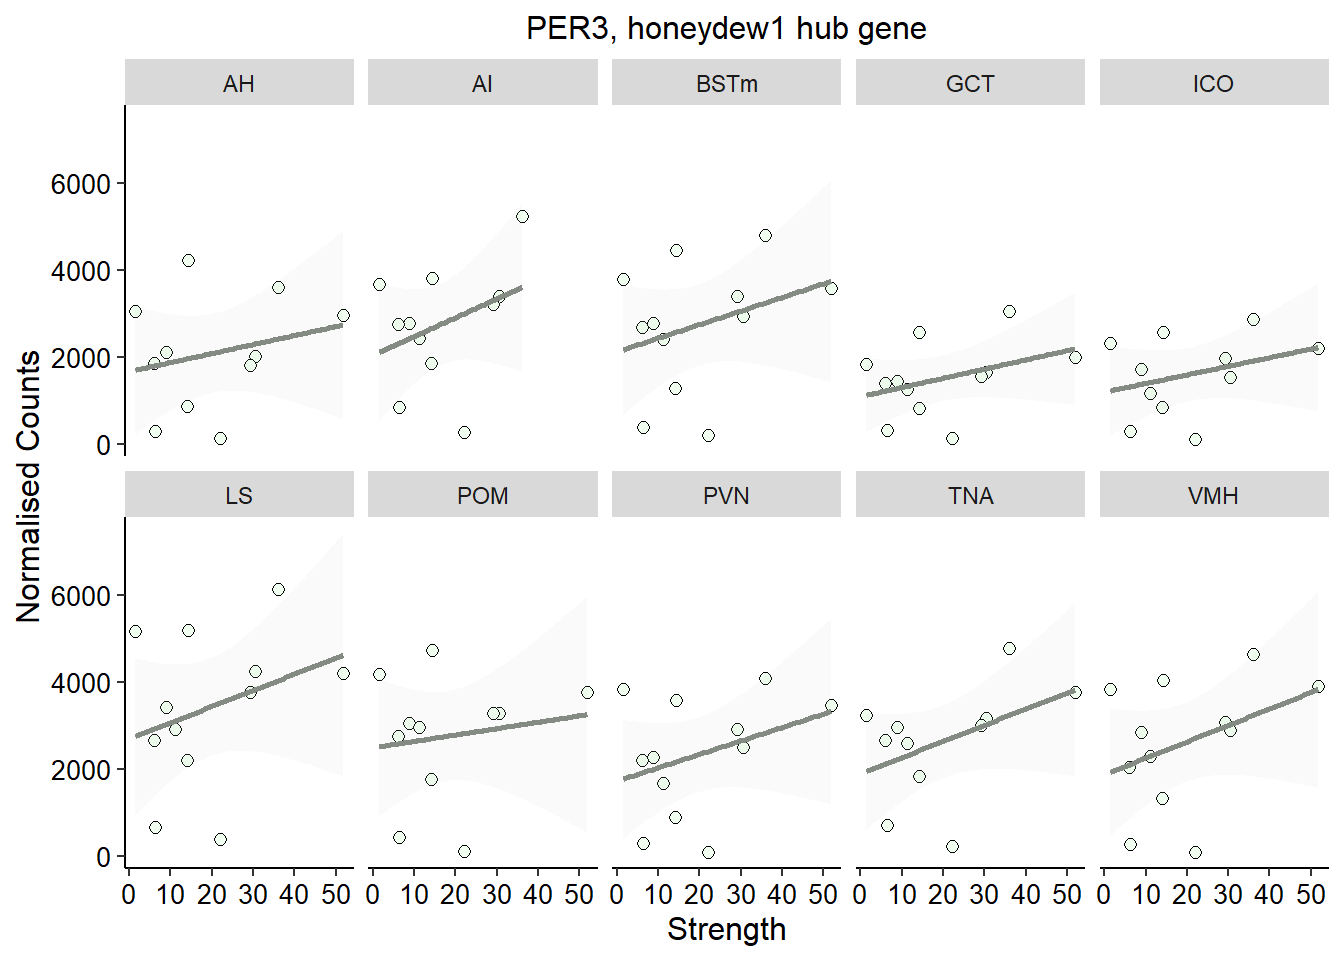 PER3, honeydew1 hub gene
AH AI BSTm GCT ICO
6000
4000
2000
0
LS POM PVN TNA VMH
6000
4000
2000
0
0 10 20 30 40 50 0 10 20 30 40 50 0 10 20 30 40 50 0 10 20 30 40 50 0 10 20 30 40 50
Strength
Normalised Counts